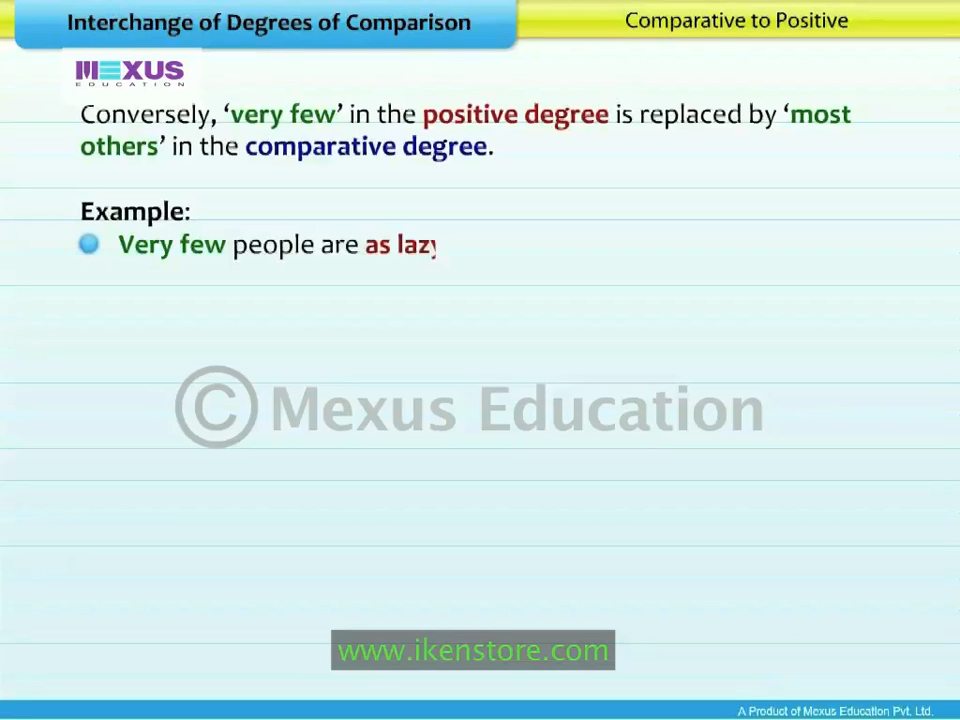 Interchange of Degrees of Comparison
Comparative to Positive
MEXUS
EDUCATION
Conversely, ‘very few’ in the positive degree is replaced by ‘most
others’ in the comparative degree.
Example:
Very few people are as lazy
© Mexus Education
www.ikenstore.com
A Product of Mexus Education Pvt. Ltd.